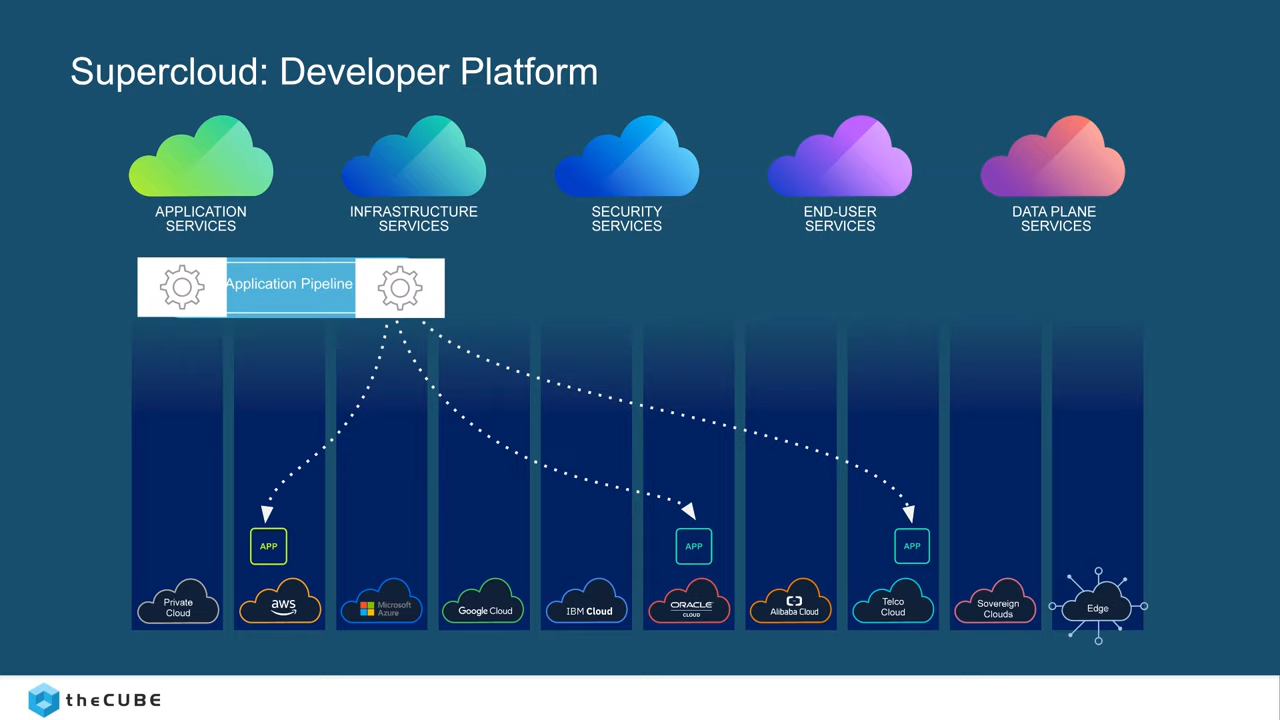 Supercloud: Developer Platform
APPLICATION
SERVICES
INFRASTRUCTURE
SERVICES
SECURITY
SERVICES
END-USER
SERVICES
DATA PLANE
SERVICES
Application Pipeline
APP
APP
APP
Private
Cloud
aws
Microsoft
Azure
Google Cloud
IBM Cloud
ORACLE
CLOUD
Alibaba Cloud
Telco
Cloud
Sovereign
Clouds
Edge
theCUBE